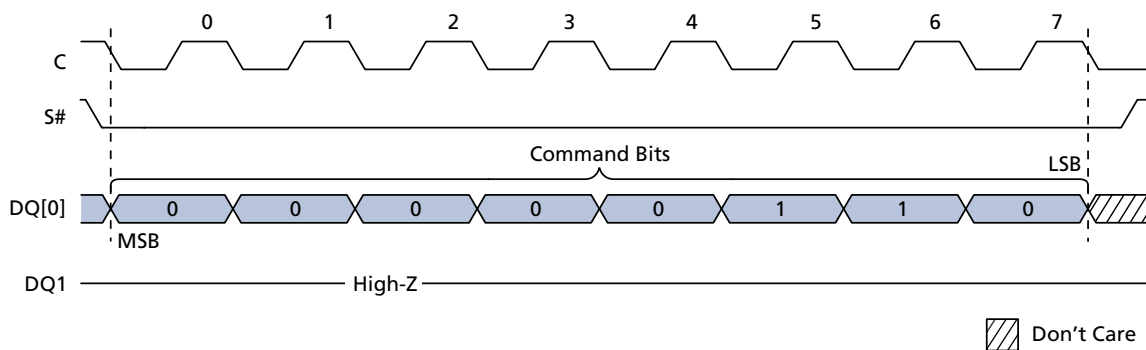 0 1 2 3 4 5 6 7
C
S#
Command Bits
LSB
DQ[0] 0 0 0 0 0 1 1 0
MSB
DQ1 High-Z
Don't Care